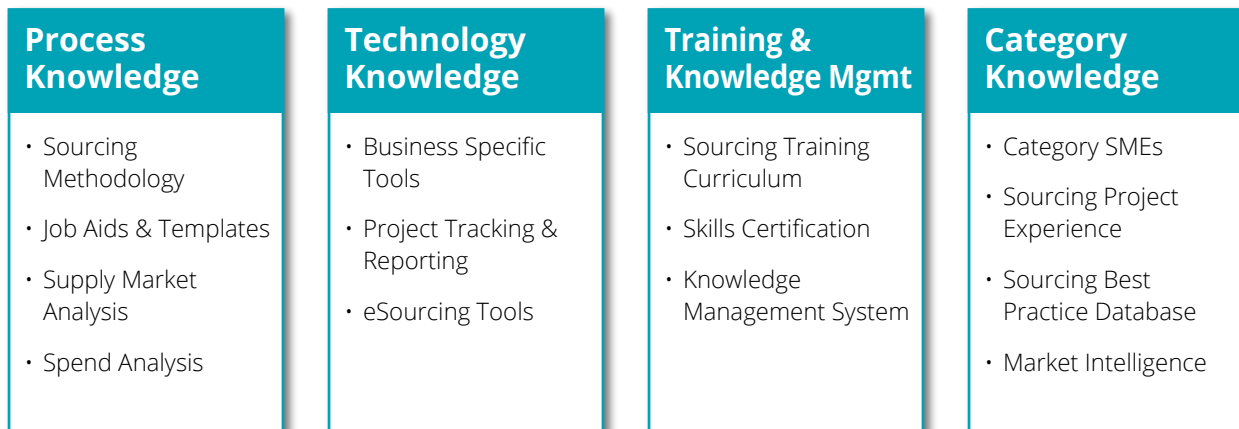 Process
Knowledge
• Sourcing
Methodology
• Job Aids & Templates
• Supply Market
Analysis
• Spend Analysis
Technology
Knowledge
• Business Specific
Tools
• Project Tracking &
Reporting
• eSourcing Tools
Training &
Knowledge Mgmt
• Sourcing Training
Curriculum
• Skills Certification
• Knowledge
Management System
Category
Knowledge
• Category SMEs
• Sourcing Project
Experience
• Sourcing Best
Practice Database
• Market Intelligence